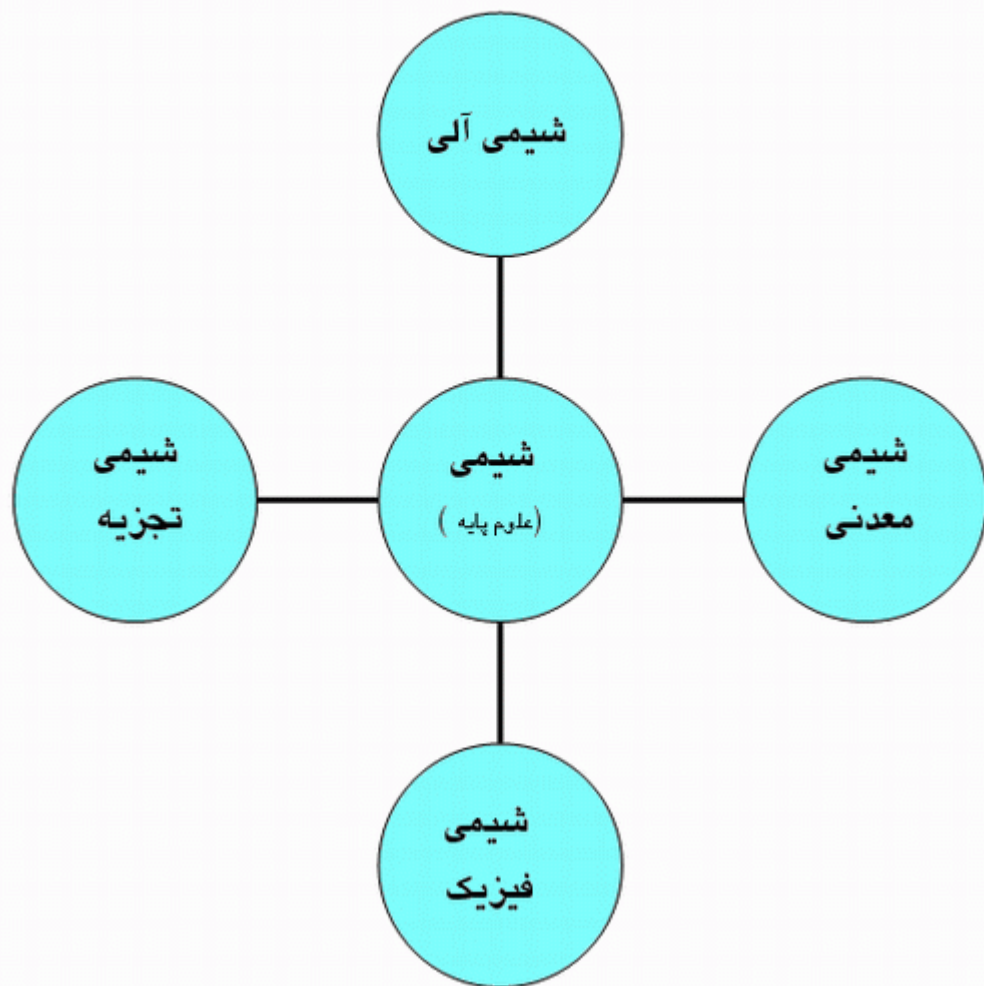 شیمی آلی
شیمی
معدنی
شیمی
(علوم پایه )
شیمی
تجزیه
شیمی
فیزیک